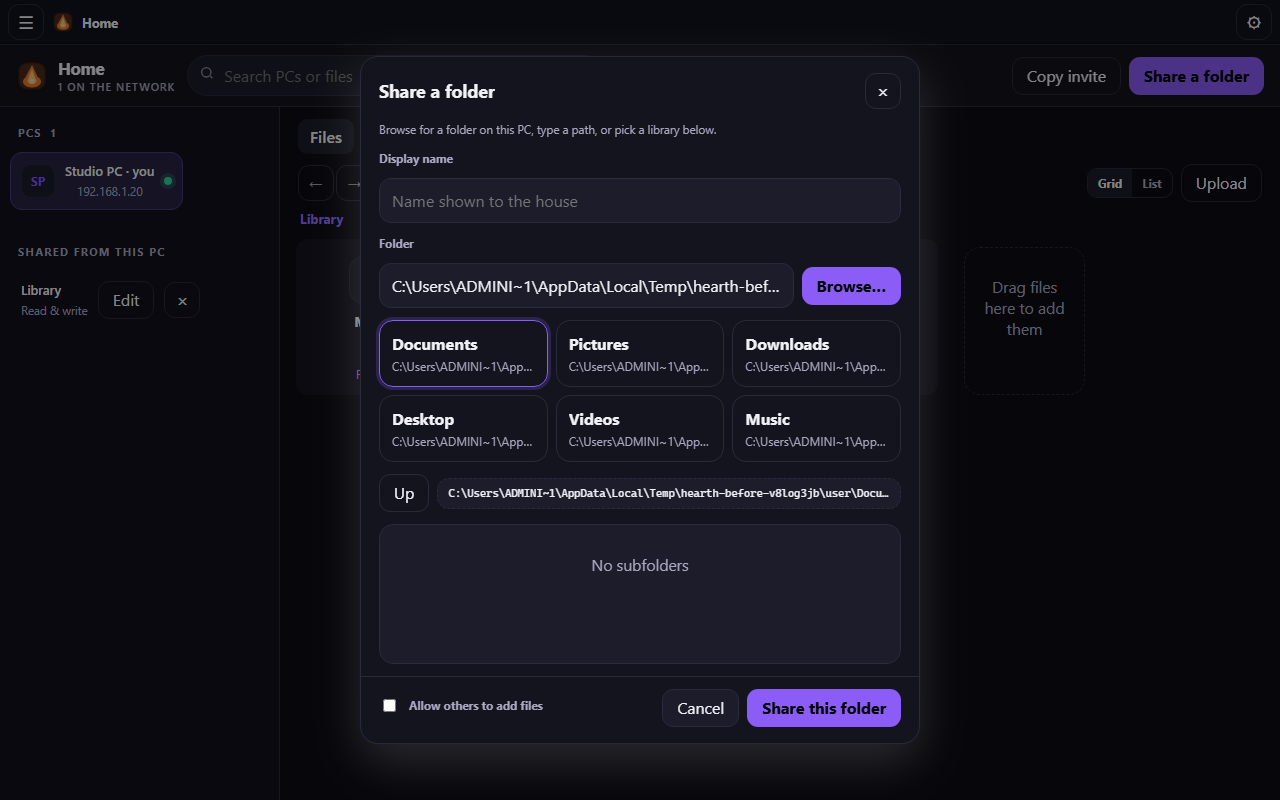 Home
Home
1 ON THE NETWORK
Search PCs or files
Copy invite
Share a folder
PCS 1
SP
Studio PC · you
192.168.1.20
SHARED FROM THIS PC
Library
Read & write
Edit
×
Files
←
→
Library
Grid
List
Upload
Drag files
here to add
them
Share a folder
×
Browse for a folder on this PC, type a path, or pick a library below.
Display name
Name shown to the house
Folder
C:\Users\ADMINI~1\AppData\Local\Temp\hearth-bef...
Browse...
Documents
C:\Users\ADMINI~1\App...
Pictures
C:\Users\ADMINI~1\App...
Downloads
C:\Users\ADMINI~1\App...
Desktop
C:\Users\ADMINI~1\App...
Videos
C:\Users\ADMINI~1\App...
Music
C:\Users\ADMINI~1\App...
Up
C:\Users\ADMINI~1\AppData\Local\Temp\hearth-before-v8log3jb\user\Docu...
No subfolders
Allow others to add files
Cancel
Share this folder